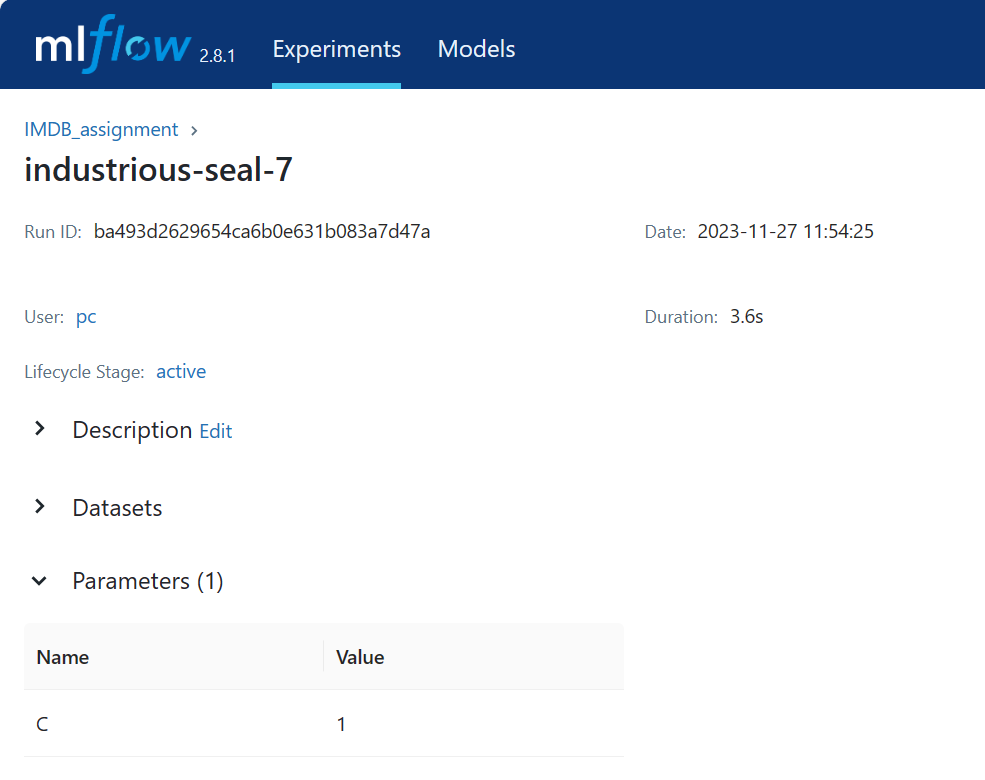 mlflow 2.8.1 Experiments Models
IMDB_assignment >
industrious-seal-7
Run ID: ba493d2629654ca6b0e631b083a7d47a Date: 2023-11-27 11:54:25
User: pc Duration: 3.6s
Lifecycle Stage: active
Description Edit
Datasets
Parameters (1)
Name Value
C 1